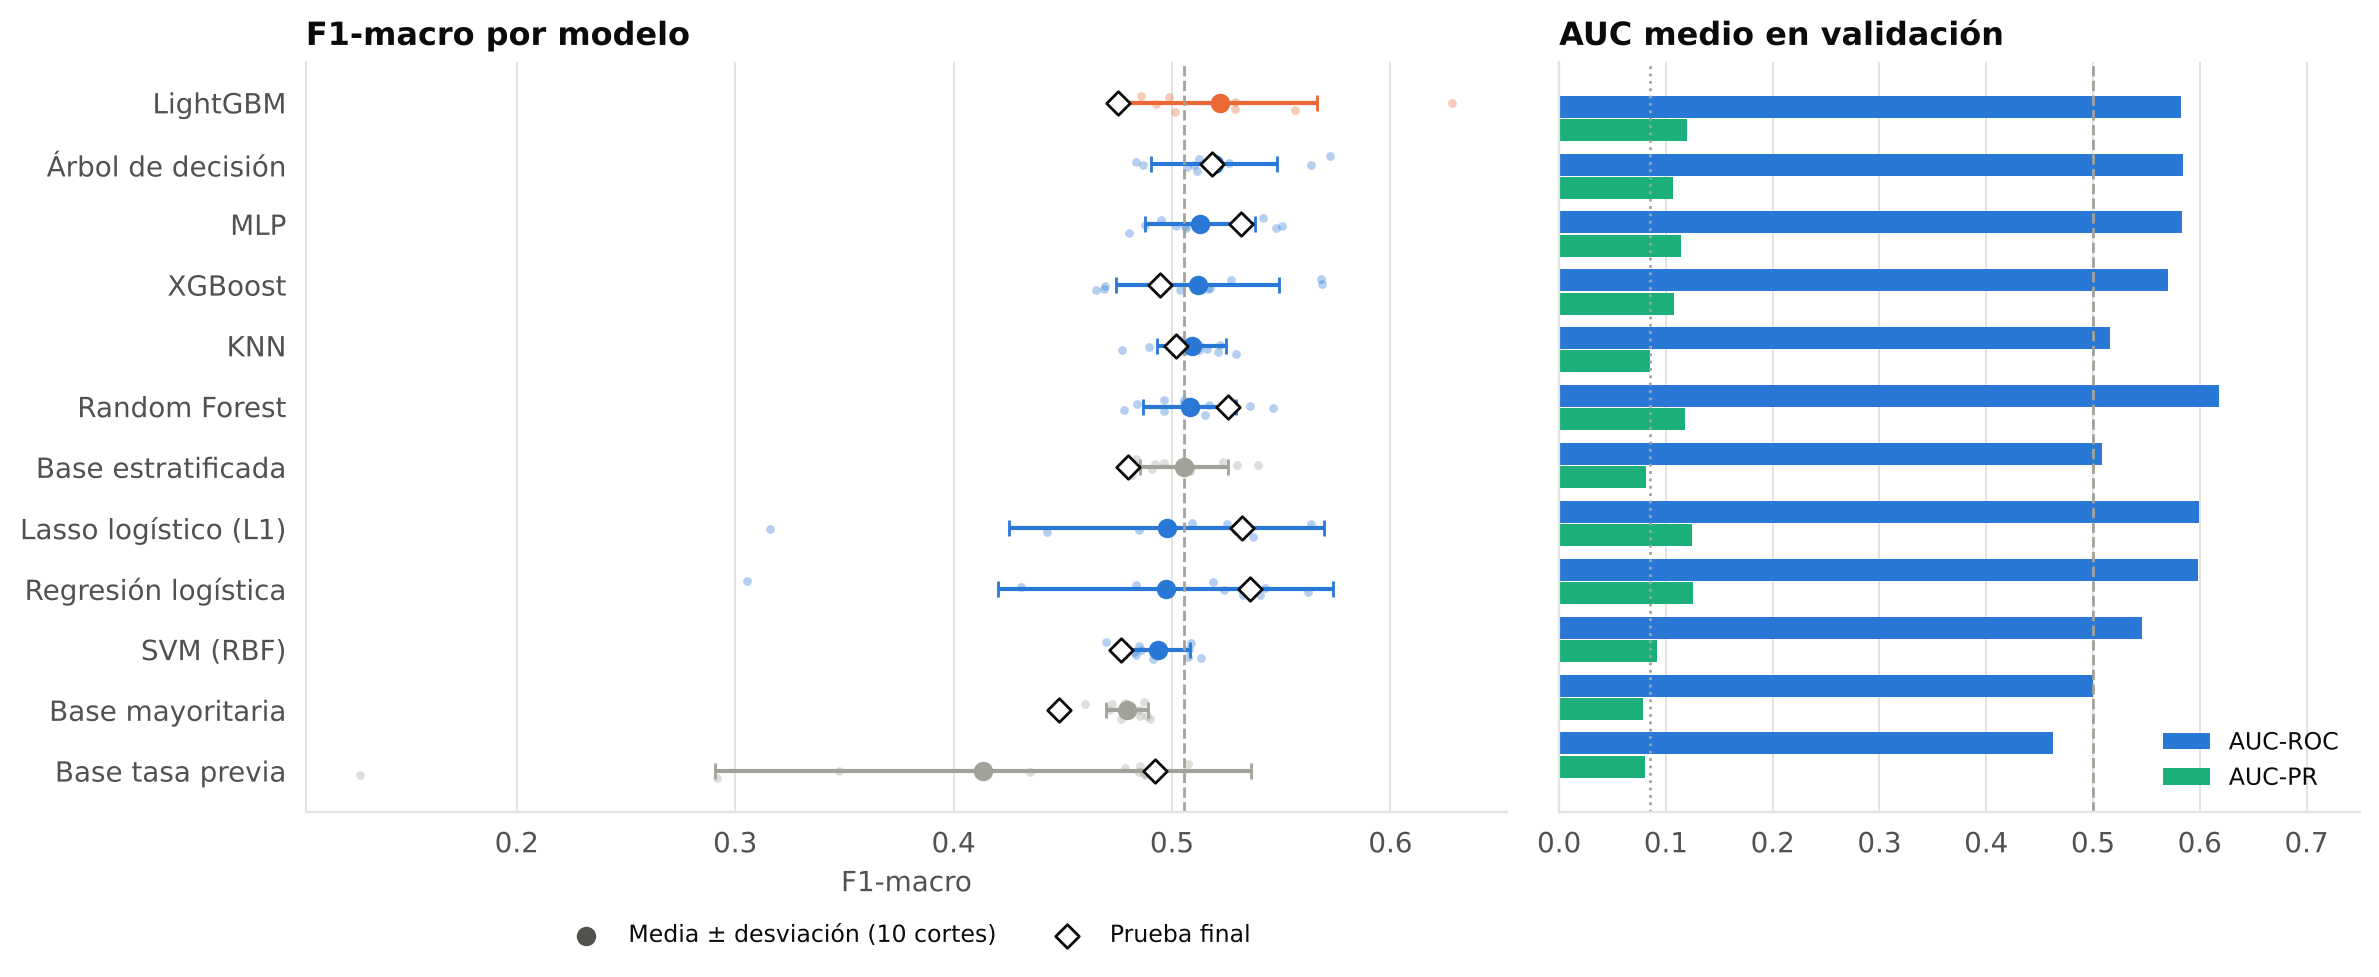 F1-macro por modelo
LightGBM
Árbol de decisión
MLP
XGBoost
KNN
Random Forest
Base estratificada
Lasso logístico (L1)
Regresión logística
SVM (RBF)
Base mayoritaria
Base tasa previa
0.2 0.3 0.4 0.5 0.6
F1-macro
Media ± desviación (10 cortes) Prueba final
AUC medio en validación
AUC-ROC
AUC-PR
0.0 0.1 0.2 0.3 0.4 0.5 0.6 0.7